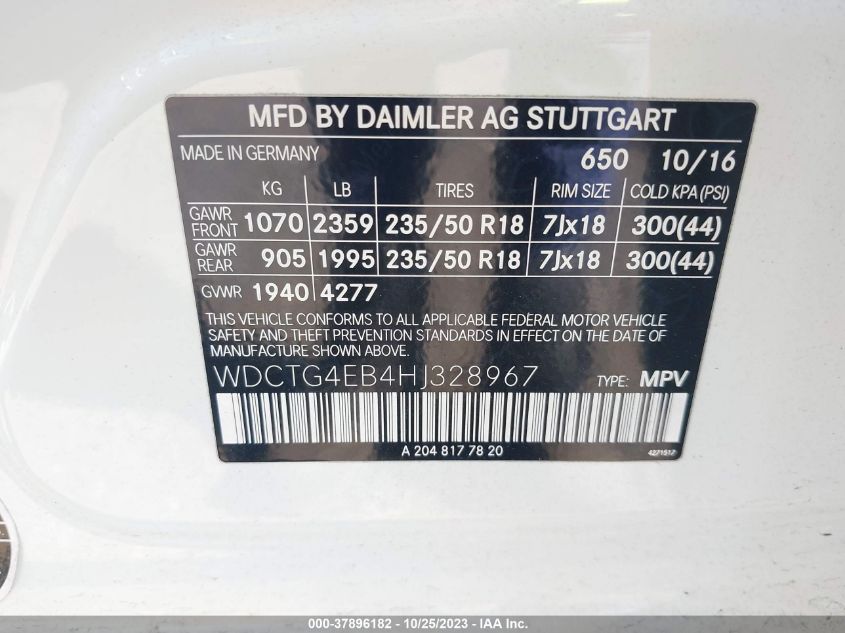 MFD BY DAIMLER AG STUTTGART
MADE IN GERMANY 650 10/16
KG LB TIRES RIM SIZE COLD KPA (PSI)
GAWR FRONT 1070 2359 235/50 R18 7Jx18 300(44)
GAWR REAR 905 1995 235/50 R18 7Jx18 300(44)
GVWR 1940 4277
THIS VEHICLE CONFORMS TO ALL APPLICABLE FEDERAL MOTOR VEHICLE
SAFETY AND THEFT PREVENTION STANDARDS IN EFFECT ON THE DATE OF
MANUFACTURE SHOWN ABOVE.
WDCTG4EB4HJ328967 TYPE: MPV
A 204 817 78 20 4271517
000-37896182 - 10/25/2023 - IAA Inc.